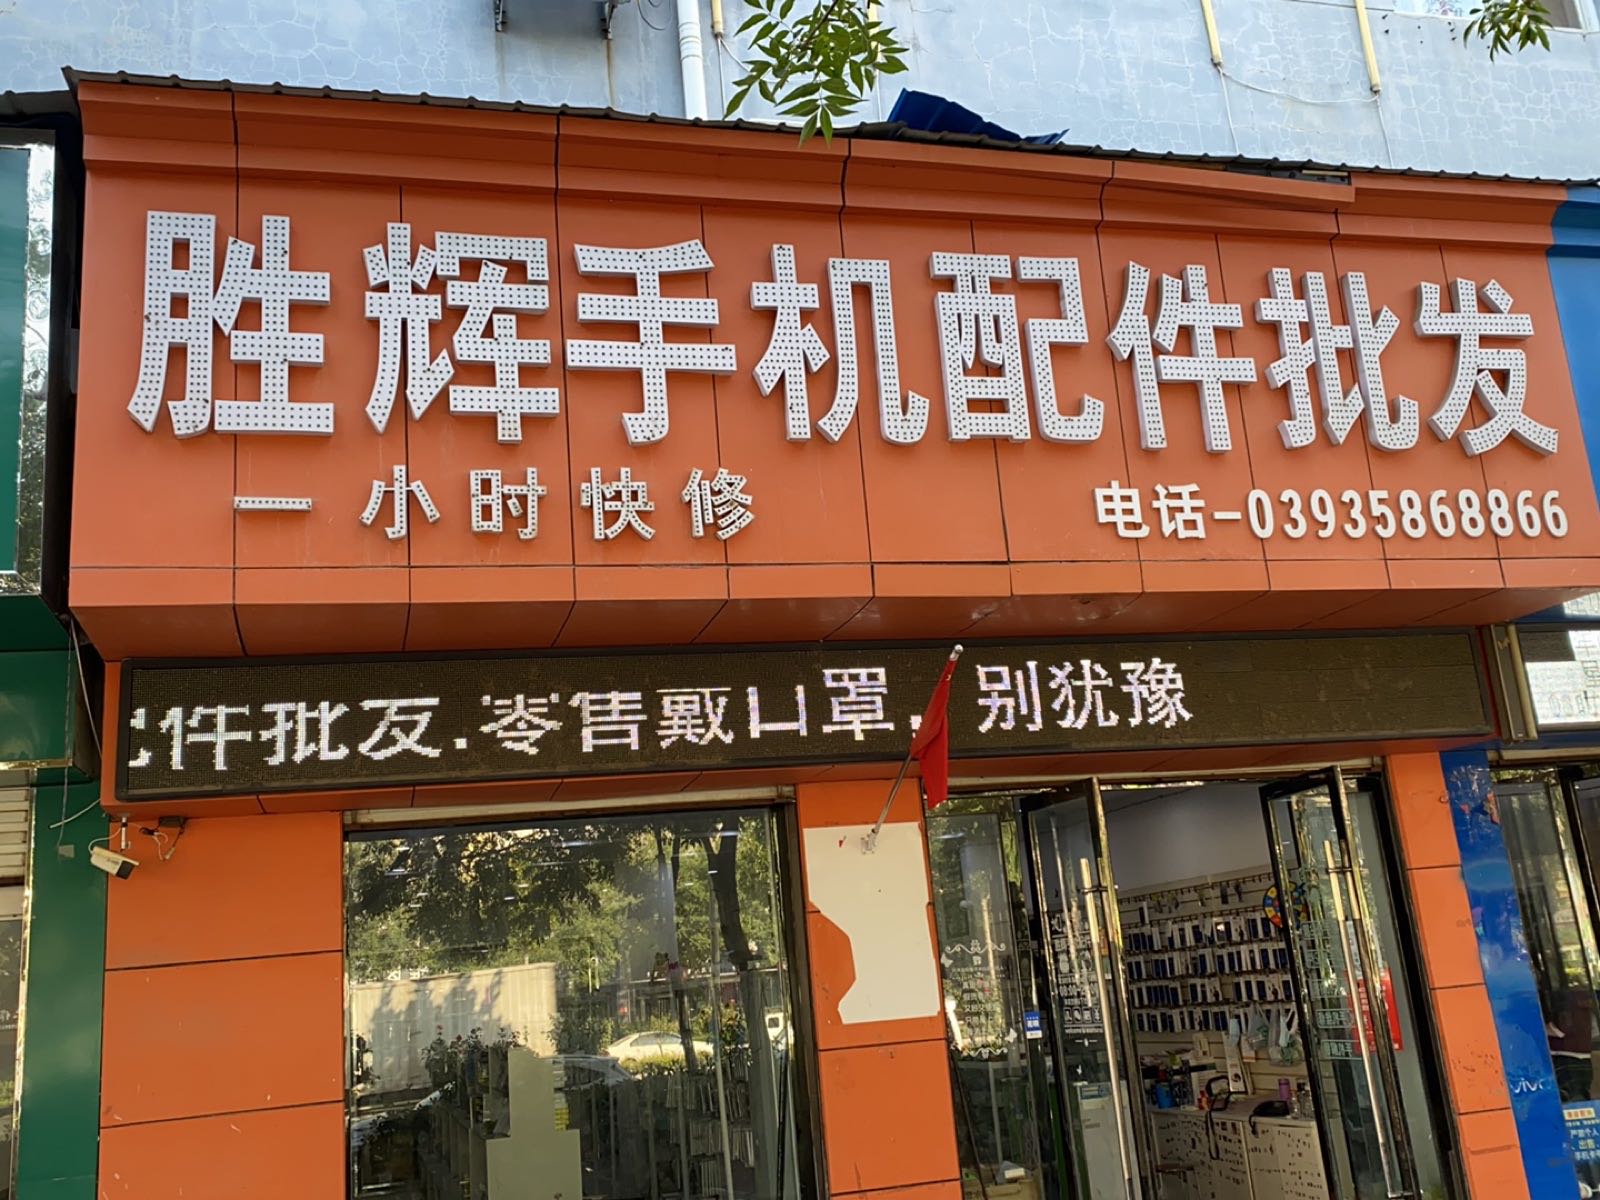 胜辉手机配件批发
一小时快修
电话-03935868866
件批发.零售戴口罩，别犹豫
vivo